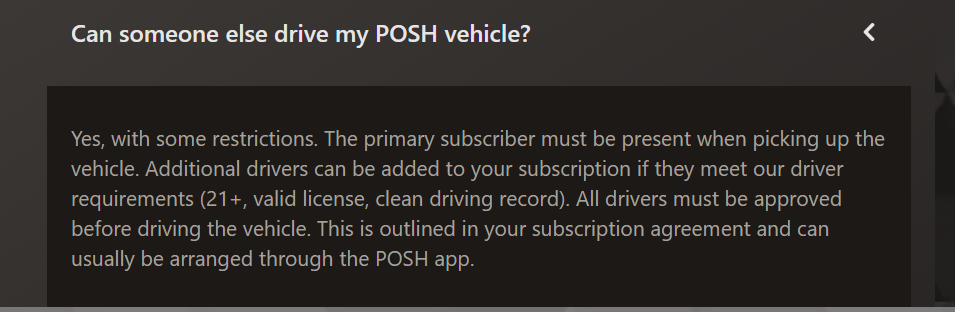 Can someone else drive my POSH vehicle?
Yes, with some restrictions. The primary subscriber must be present when picking up the
vehicle. Additional drivers can be added to your subscription if they meet our driver
requirements (21+, valid license, clean driving record). All drivers must be approved
before driving the vehicle. This is outlined in your subscription agreement and can
usually be arranged through the POSH app.